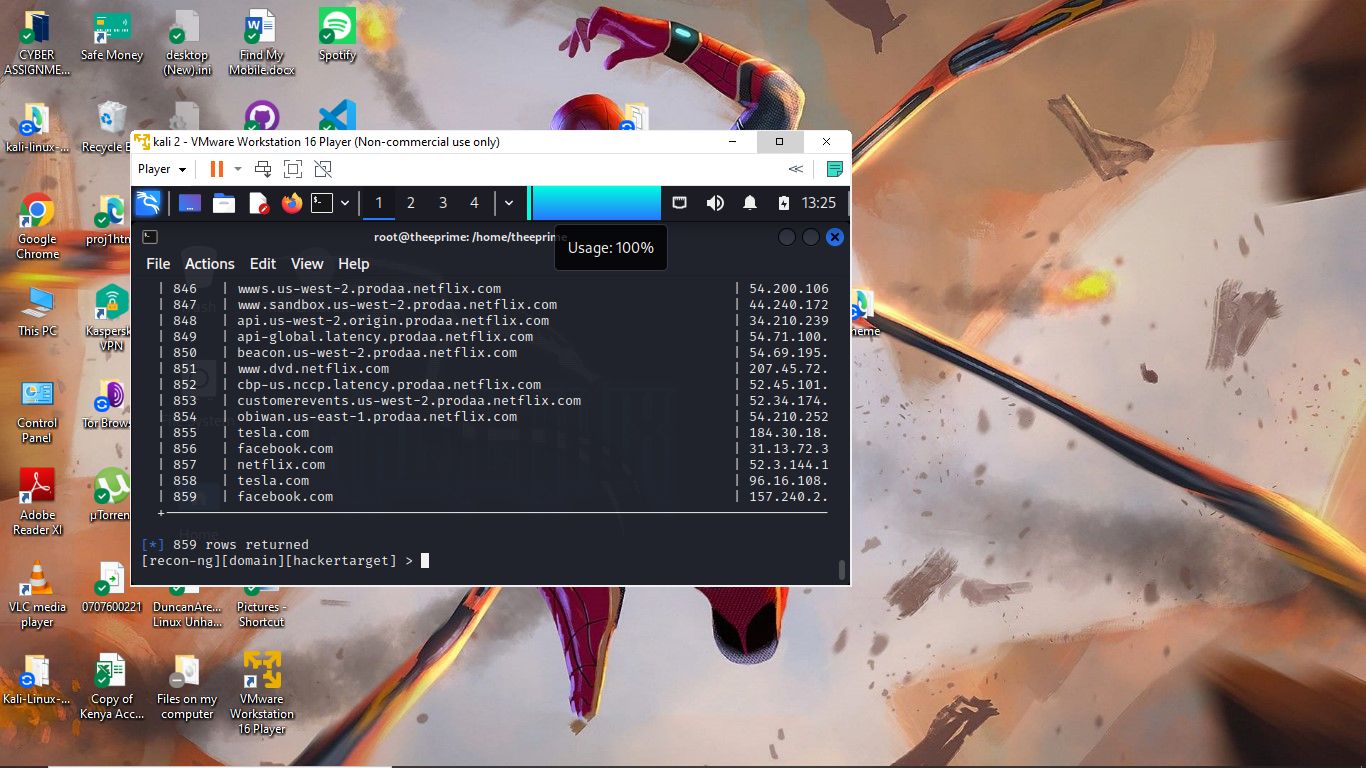 CYBER
ASSIGNME...
Safe Money
desktop
(New).ini
Find My
Mobile.docx
Spotify
kali-linux-...
Recycle
kali 2 - VMware Workstation 16 Player (Non-commercial use only)
Player
1 2 3 4
13:25
root@theeprime: /home/theeprime
Usage: 100%
File Actions Edit View Help
| 846 | wwws.us-west-2.prodaa.netflix.com | 54.200.106
| 847 | www.sandbox.us-west-2.prodaa.netflix.com | 44.240.172
| 848 | api.us-west-2.origin.prodaa.netflix.com | 34.210.239
| 849 | api-global.latency.prodaa.netflix.com | 54.71.100.
| 850 | beacon.us-west-2.prodaa.netflix.com | 54.69.195.
| 851 | www.dvd.netflix.com | 207.45.72.
| 852 | cbp-us.nccp.latency.prodaa.netflix.com | 52.45.101.
| 853 | customerevents.us-west-2.prodaa.netflix.com | 52.34.174.
| 854 | obiwan.us-east-1.prodaa.netflix.com | 54.210.252
| 855 | tesla.com | 184.30.18.
| 856 | facebook.com | 31.13.72.3
| 857 | netflix.com | 52.3.144.1
| 858 | tesla.com | 96.16.108.
| 859 | facebook.com | 157.240.2.
[*] 859 rows returned
[recon-ng][domain][hackertarget] >
Google
Chrome
proj1htn
This PC
Kaspersk
VPN
Control
Panel
Tor Brows
Adobe
Reader XI
µTorren
VLC media
player
0707600221
DuncanAre...
Linux Unha...
Pictures -
Shortcut
Kali-Linux-...
Copy of
Kenya Acc...
Files on my
computer
VMware
Workstation
16 Player